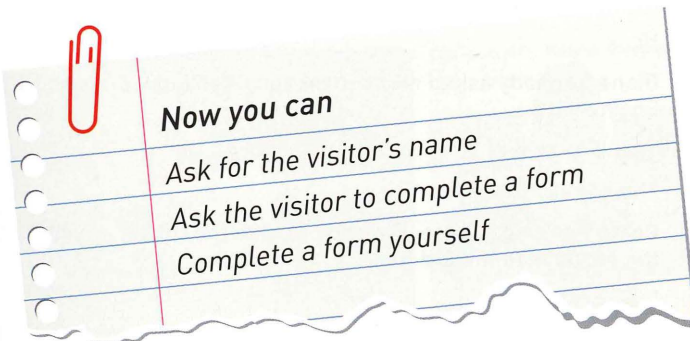 Now you can
Ask for the visitor's name
Ask the visitor to complete a form
Complete a form yourself